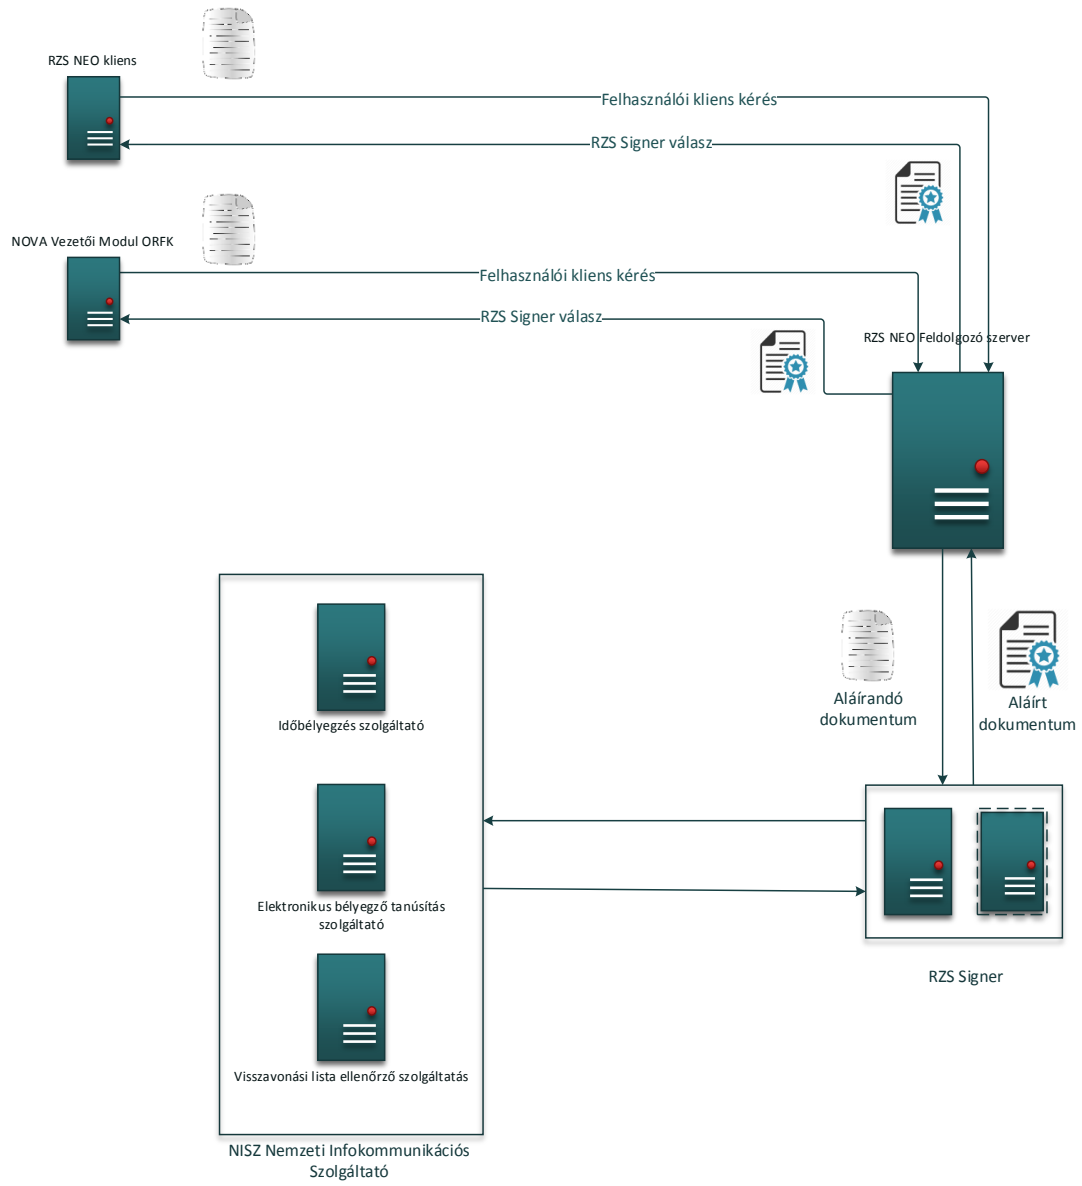 RZS NEO kliens
Felhasználói kliens kérés
RZS Signer válasz
NOVA Vezetői Modul ORFK
Felhasználói kliens kérés
RZS Signer válasz
RZS NEO Feldolgozó szerver
Aláírandó
dokumentum
Aláírt
dokumentum
Időbélyegzés szolgáltató
Elektronikus bélyegző tanúsítás
szolgáltató
RZS Signer
Visszavonási lista ellenőrző szolgáltatás
NISZ Nemzeti Infokommunikációs
Szolgáltató